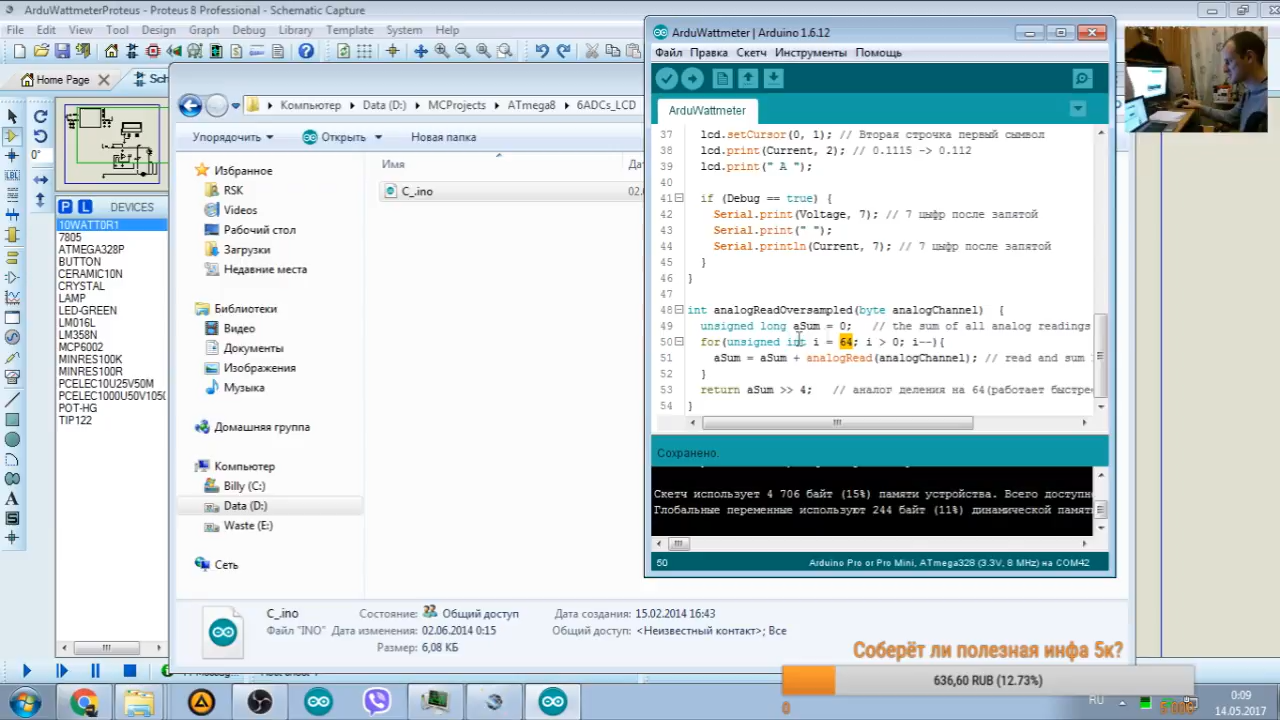 ArduWattmeterProteus - Proteus 8 Professional - Schematic Capture
File Edit View Tool Design Graph Debug Library Template System Help
Home Page
Sch
0°
P L DEVICES
10WATT0R1
7805
ATMEGA328P
BUTTON
CERAMIC10N
CRYSTAL
LAMP
LED-GREEN
LM016L
LM358N
MCP6002
MINRES100K
MINRES100R
PCELEC10U25V50M
PCELEC1000U50V105C
POT-HG
TIP122
Компьютер Data (D:) MCProjects ATmega8 6ADCs_LCD
Упорядочить Открыть Новая папка
Имя
Да
C_.ino
02.
Избранное
RSK
Videos
Рабочий стол
Загрузки
Недавние места
Библиотеки
Видео
Документы
Изображения
Музыка
Домашняя группа
Компьютер
Billy (C:)
Data (D:)
Waste (E:)
Сеть
C_.ino
Файл "INO"
Состояние: Общий доступ
Дата изменения: 02.06.2014 0:15
Размер: 6,08 КБ
Дата создания: 15.02.2014 16:43
Общий доступ: <Неизвестный контакт>; Все
ArduWattmeter | Arduino 1.6.12
Файл Правка Скетч Инструменты Помощь
ArduWattmeter
37 lcd.setCursor(0, 1); // Вторая строчка первый сымвол
38 lcd.print(Current, 2); // 0.1115 -> 0.112
39 lcd.print(" A ");
40
41 if (Debug == true) {
42 Serial.print(Voltage, 7); // 7 цыфр после запятой
43 Serial.print(" ");
44 Serial.println(Current, 7); // 7 цыфр после запятой
45 }
46 }
47
48 int analogReadOversampled(byte analogChannel) {
49 unsigned long aSum = 0; // the sum of all analog readings
50 for(unsigned int i = 64; i > 0; i--){
51 aSum = aSum + analogRead(analogChannel); // read and sum
52 }
53 return aSum >> 4; // аналог деления на 64(работает быстрее
54 }
Сохранено.
Скетч использует 4 706 байт (15%) памяти устройства. Всего доступн
Глобальные переменные используют 244 байт (11%) динамической памят
50 Arduino Pro or Pro Mini, ATmega328 (3.3V, 8 MHz) на COM42
Соберёт ли полезная инфа 5к?
636,60 RUB (12.73%)
0
RU
0:09
14.05.2017